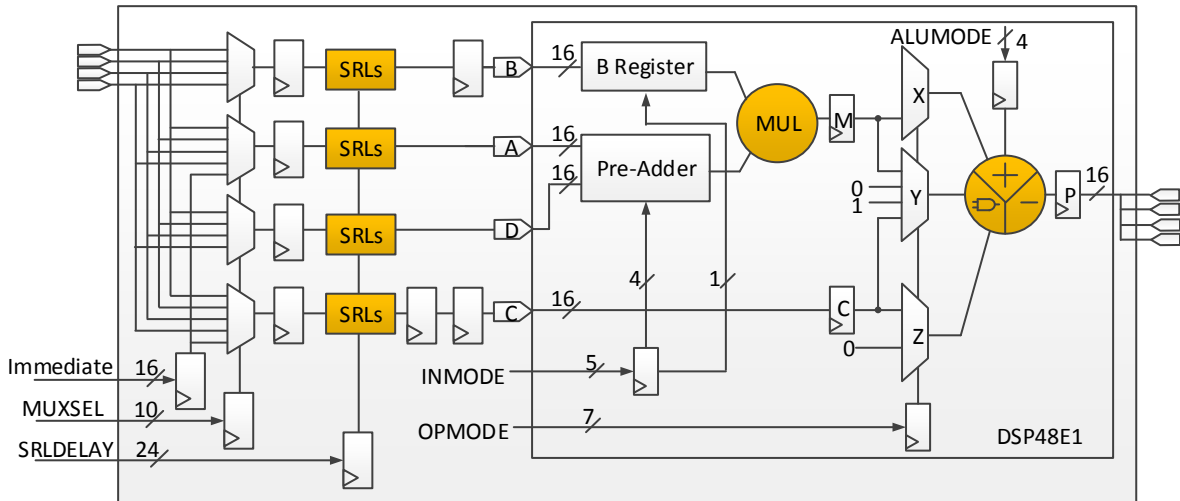 ALUMODE 4
SRLs B 16 B Register
MUL M X
SRLs A 16 Pre-Adder
16
0
1 Y P 16
SRLs D
4 1
SRLs C 16 C
Z
0
Immediate 16 INMODE 5
MUXSEL 10 OPMODE 7
SRLDELAY 24 DSP48E1